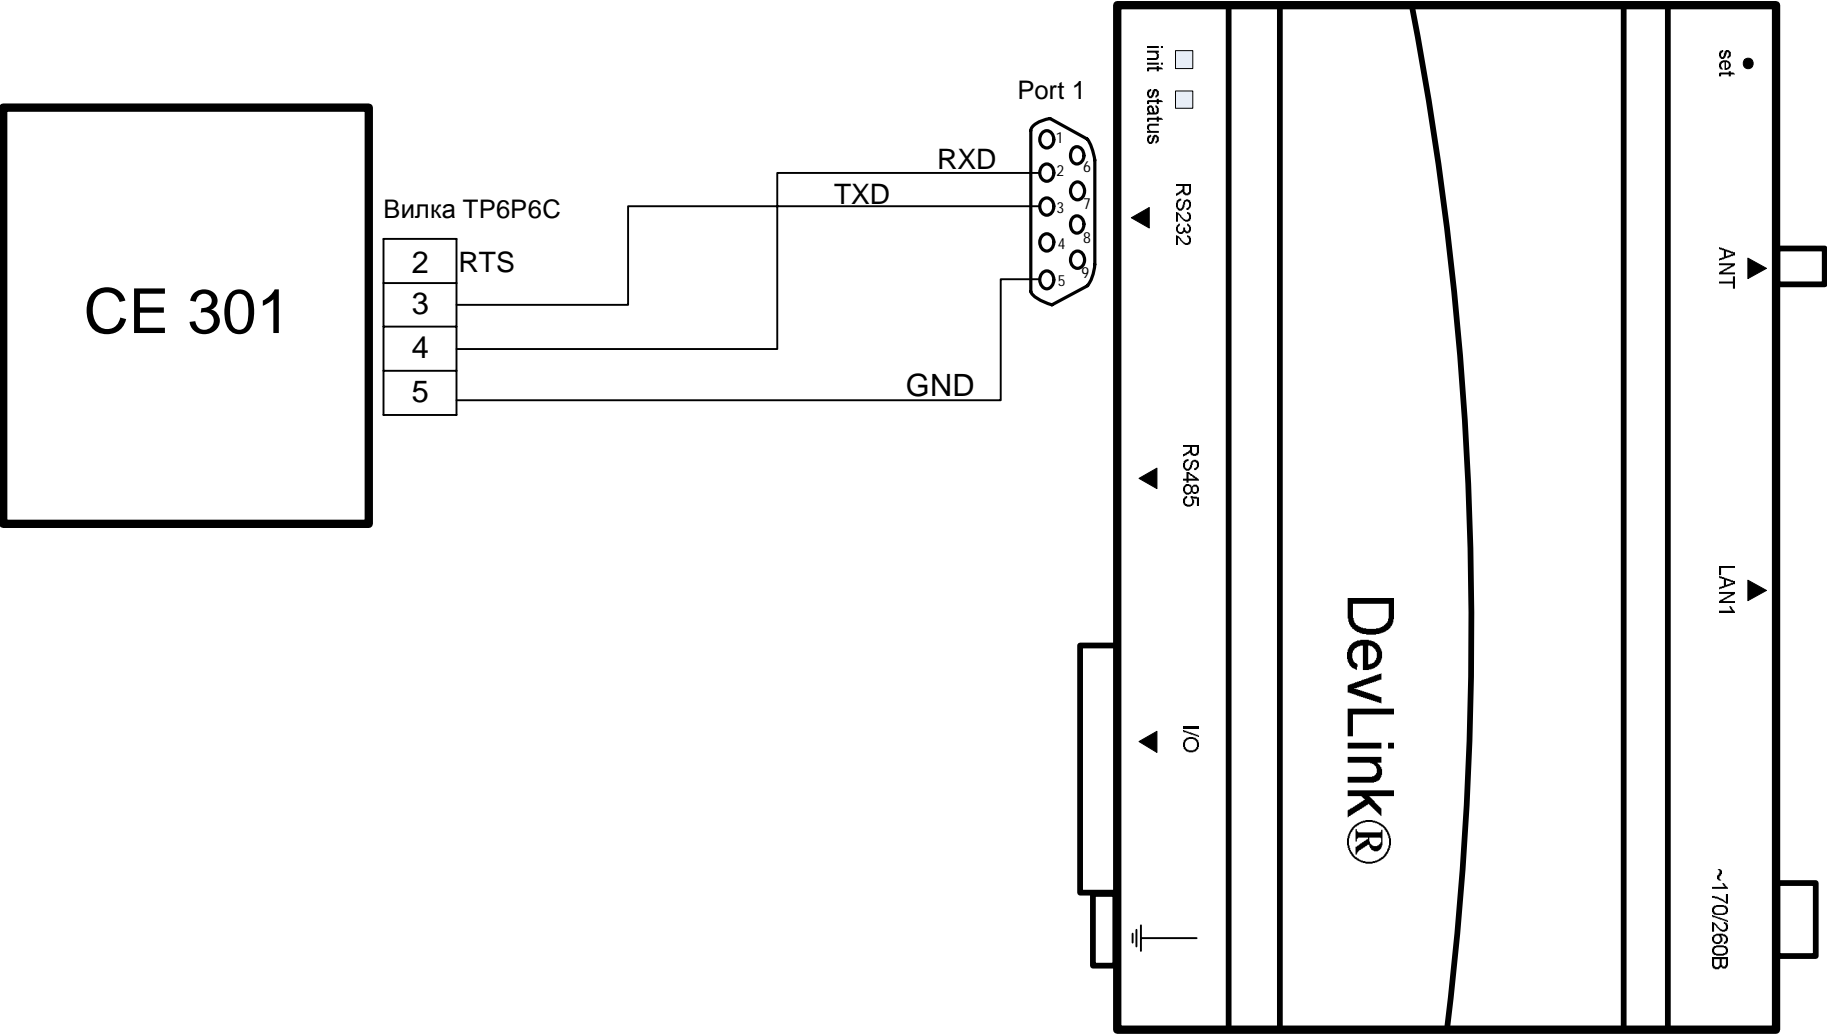 CE 301
Вилка TP6P6C
2 RTS
3
4
5
RXD
TXD
GND
Port 1
1
2
3
4
5
6
7
8
9
init
status
RS232
RS485
I/O
DevLink®
set
ANT
LAN1
~170/260В